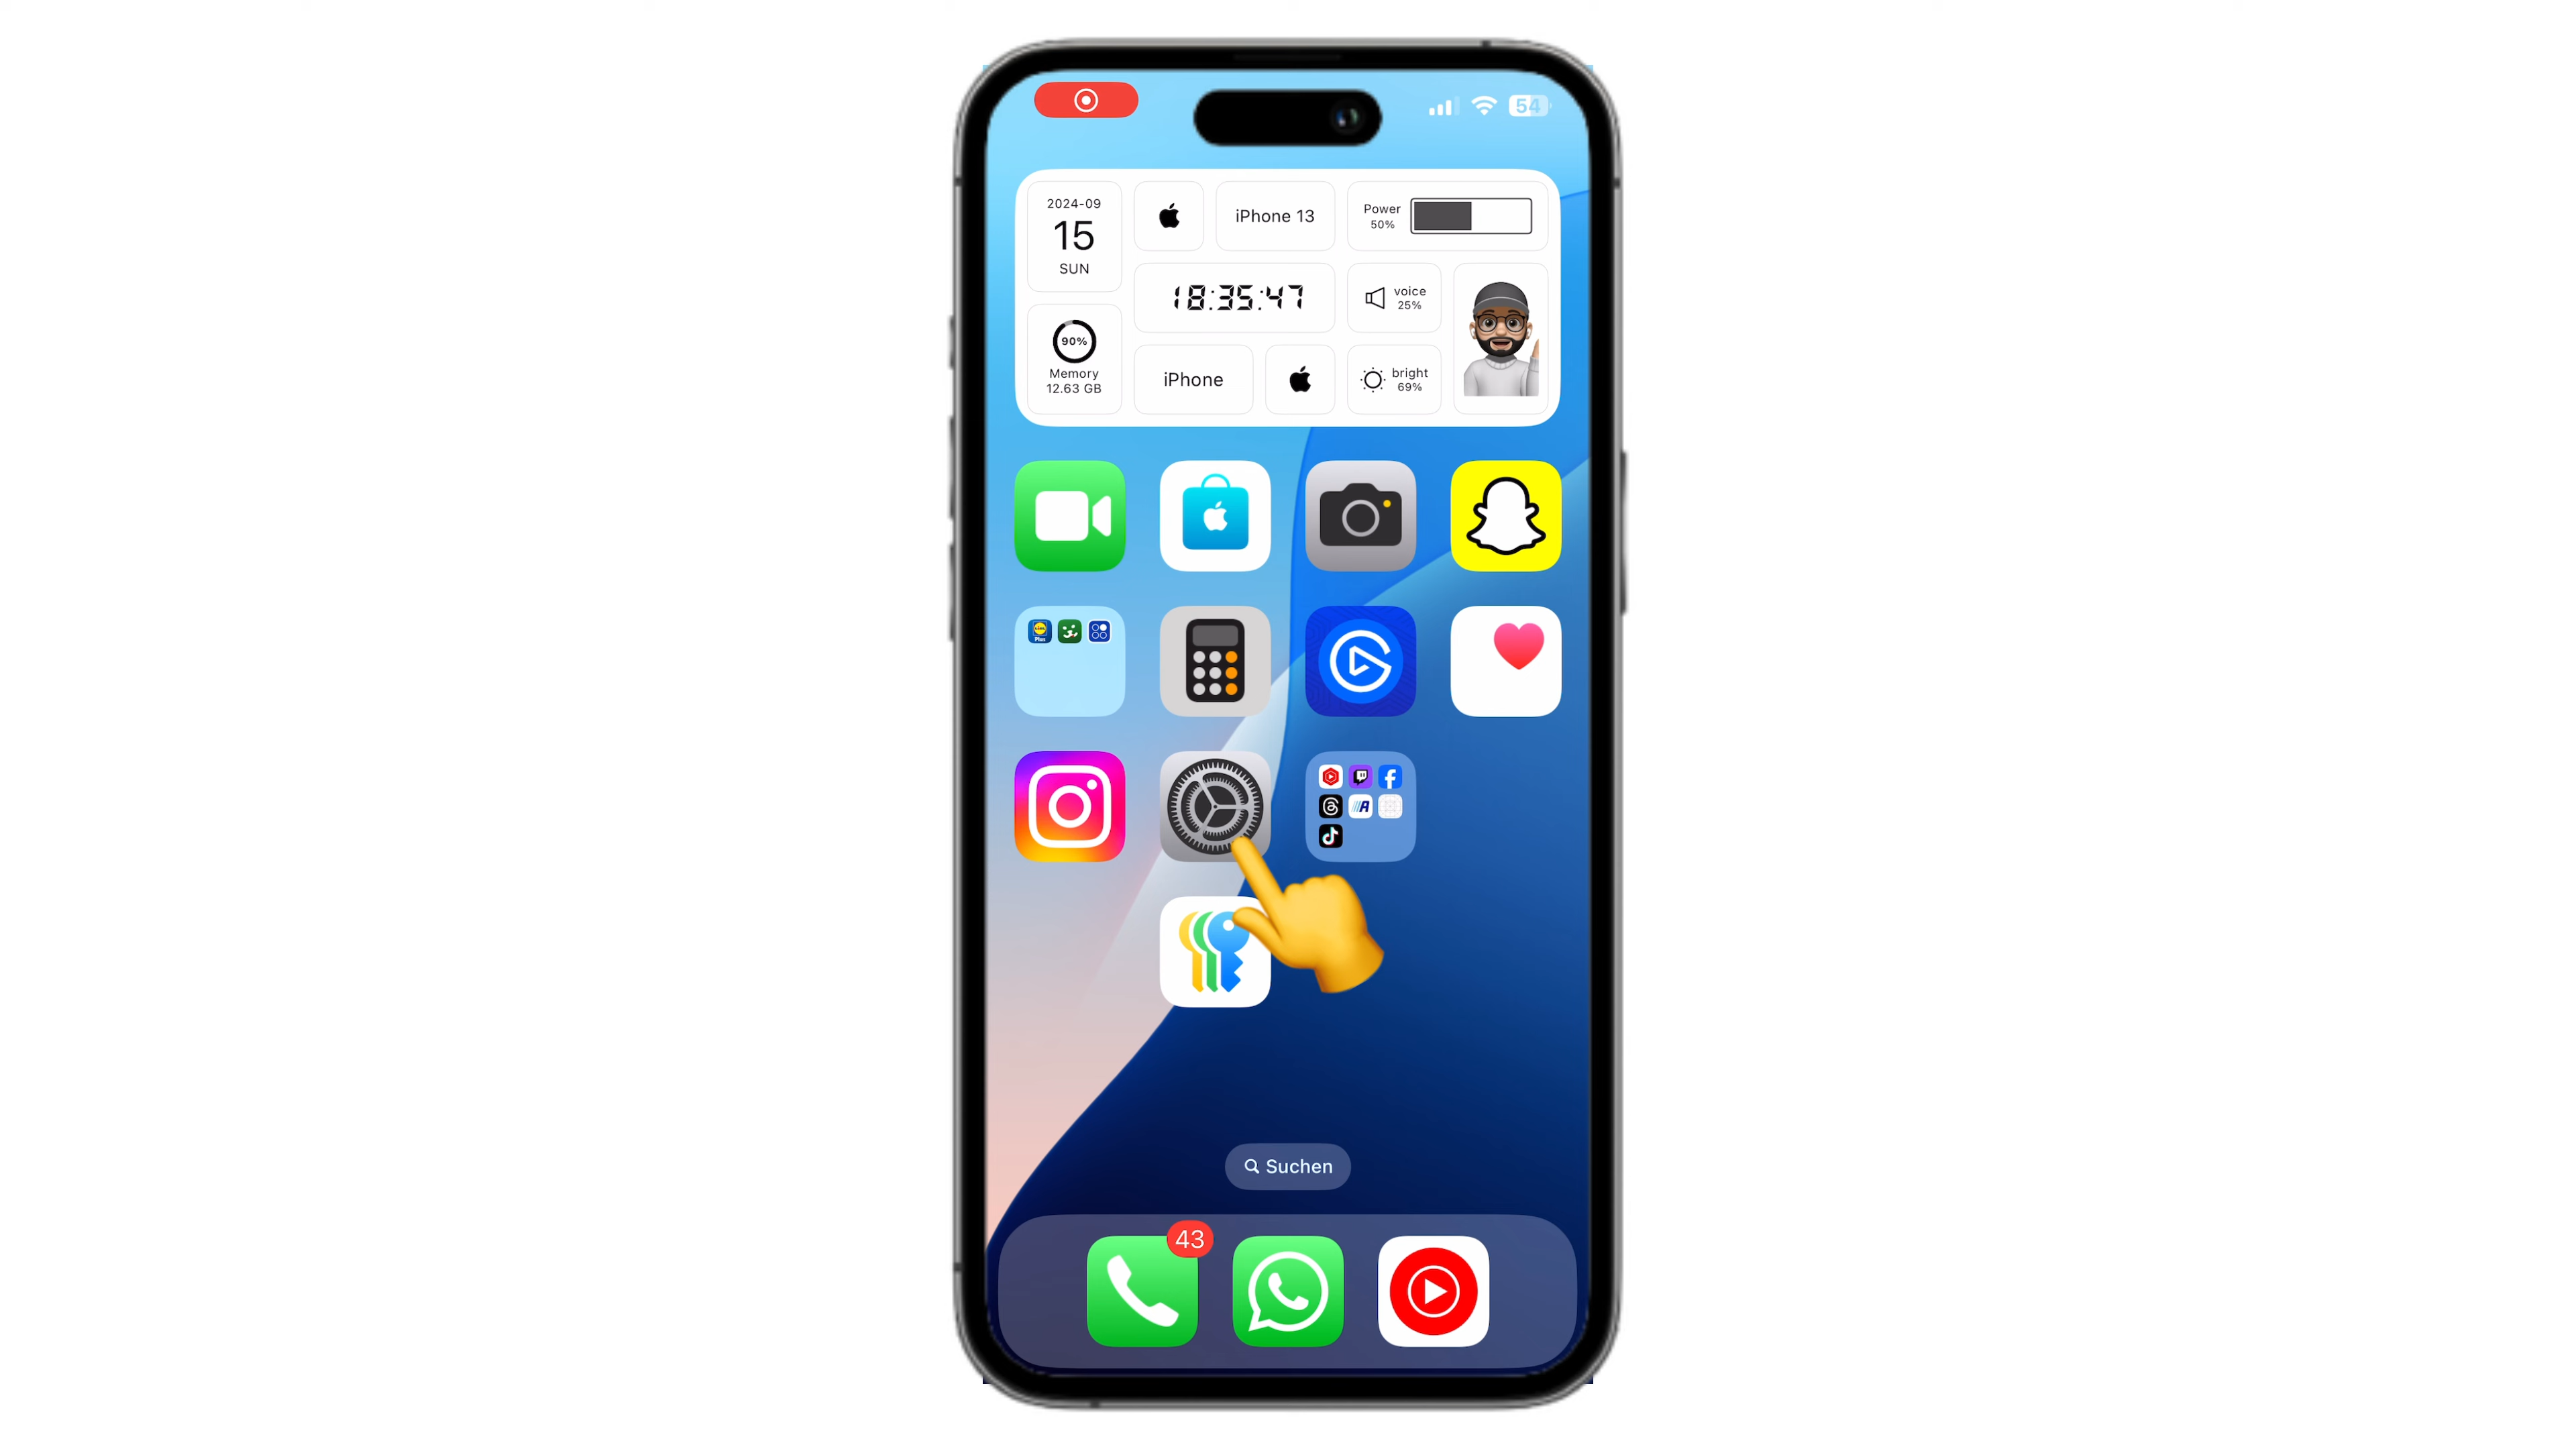 54
2024-09
15
SUN
iPhone 13
Power
50%
18:35:47
voice
25%
90%
Memory
12.63 GB
iPhone
bright
69%
Suchen
43